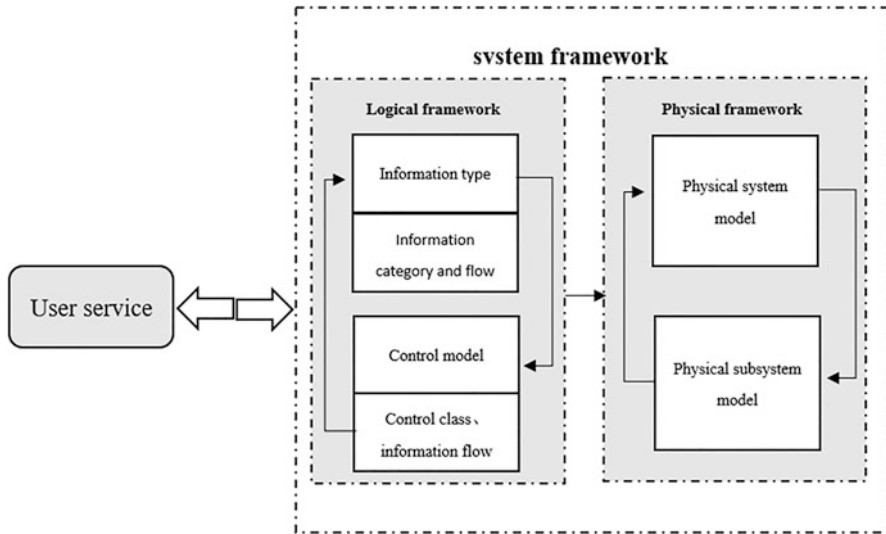 svstem framework
Logical framework
Information type
Information
category and flow
Control model
Control class、
information flow
Physical framework
Physical system
model
Physical subsystem
model
User service